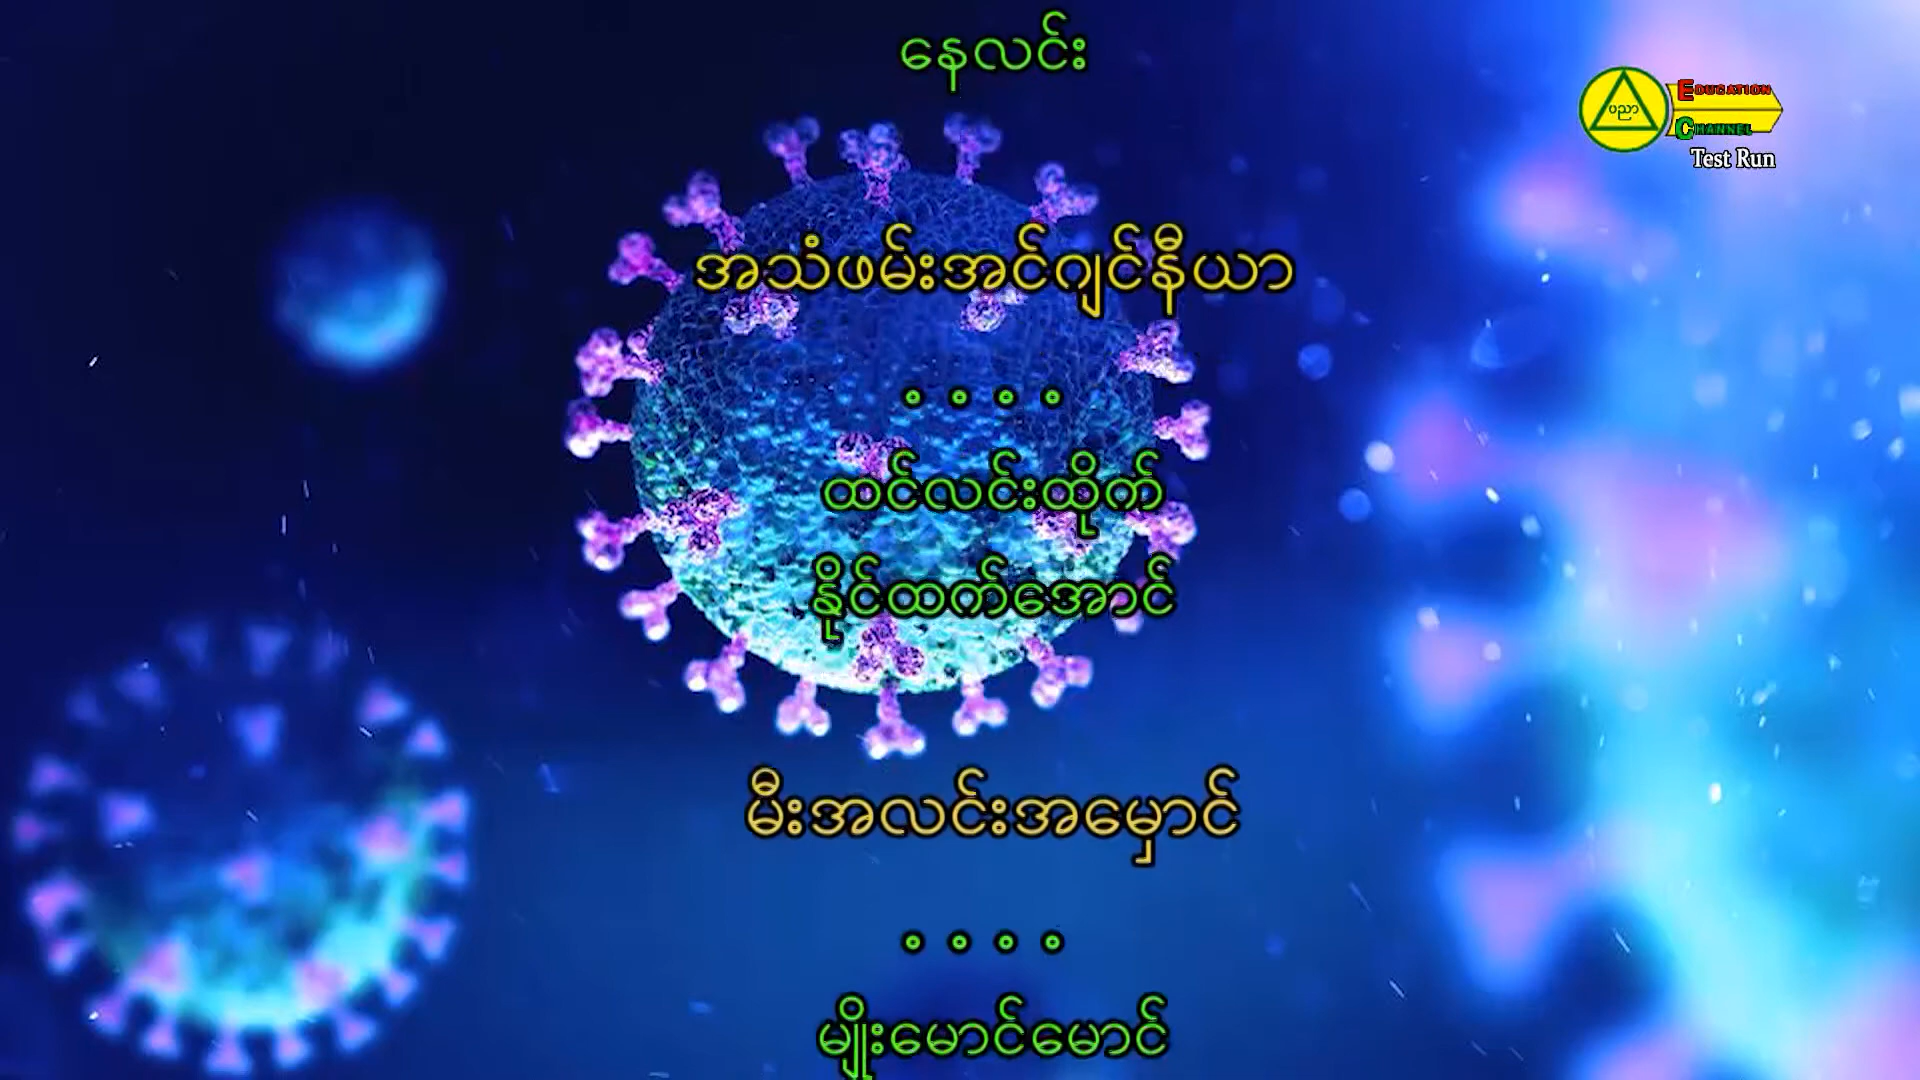 နေလင်း
ပညာ
EDUCATION
CHANNEL
Test Run
အသံဖမ်းအင်ဂျင်နီယာ
• • • •
ထင်လင်းထိုက်
နိုင်ထက်အောင်
မီးအလင်းအမှောင်
• • • •
မျိုးမောင်မောင်